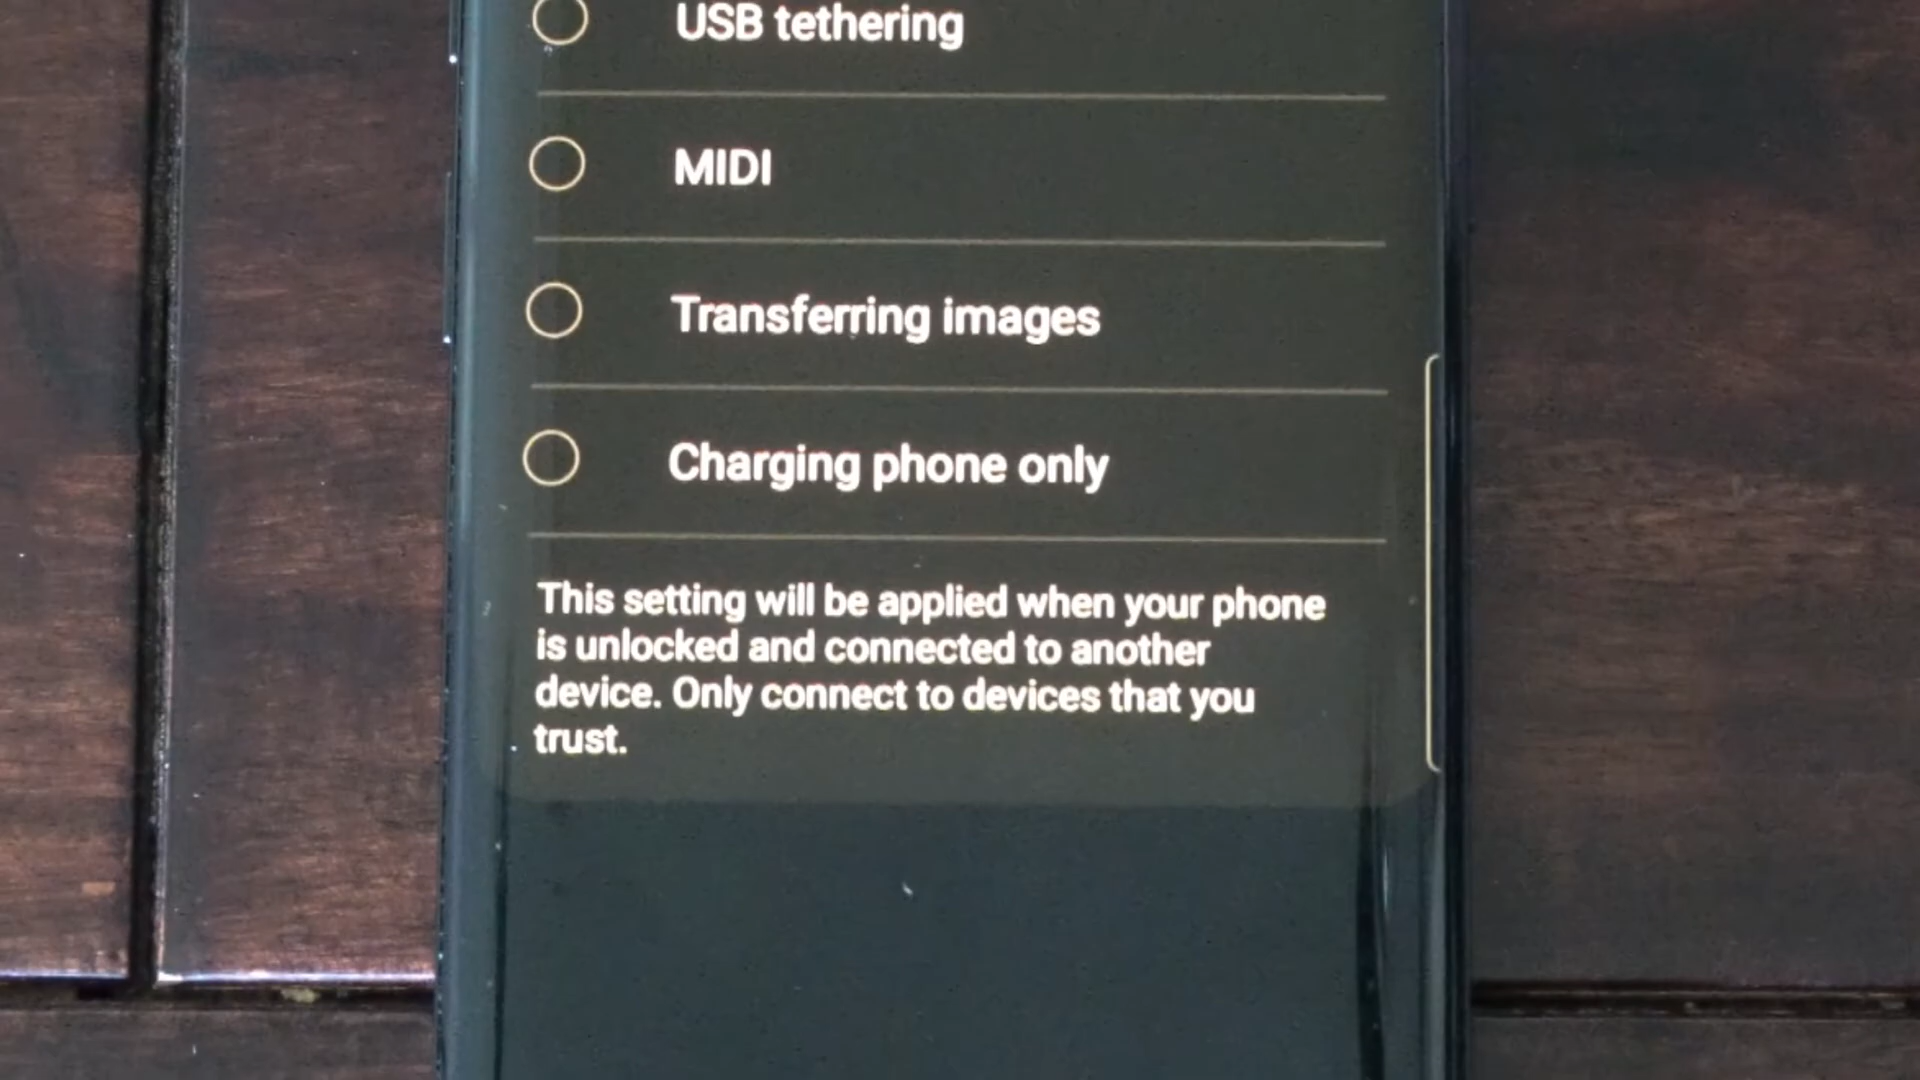 USB tethering
MIDI
Transferring images
Charging phone only
This setting will be applied when your phone
is unlocked and connected to another
device. Only connect to devices that you
trust.